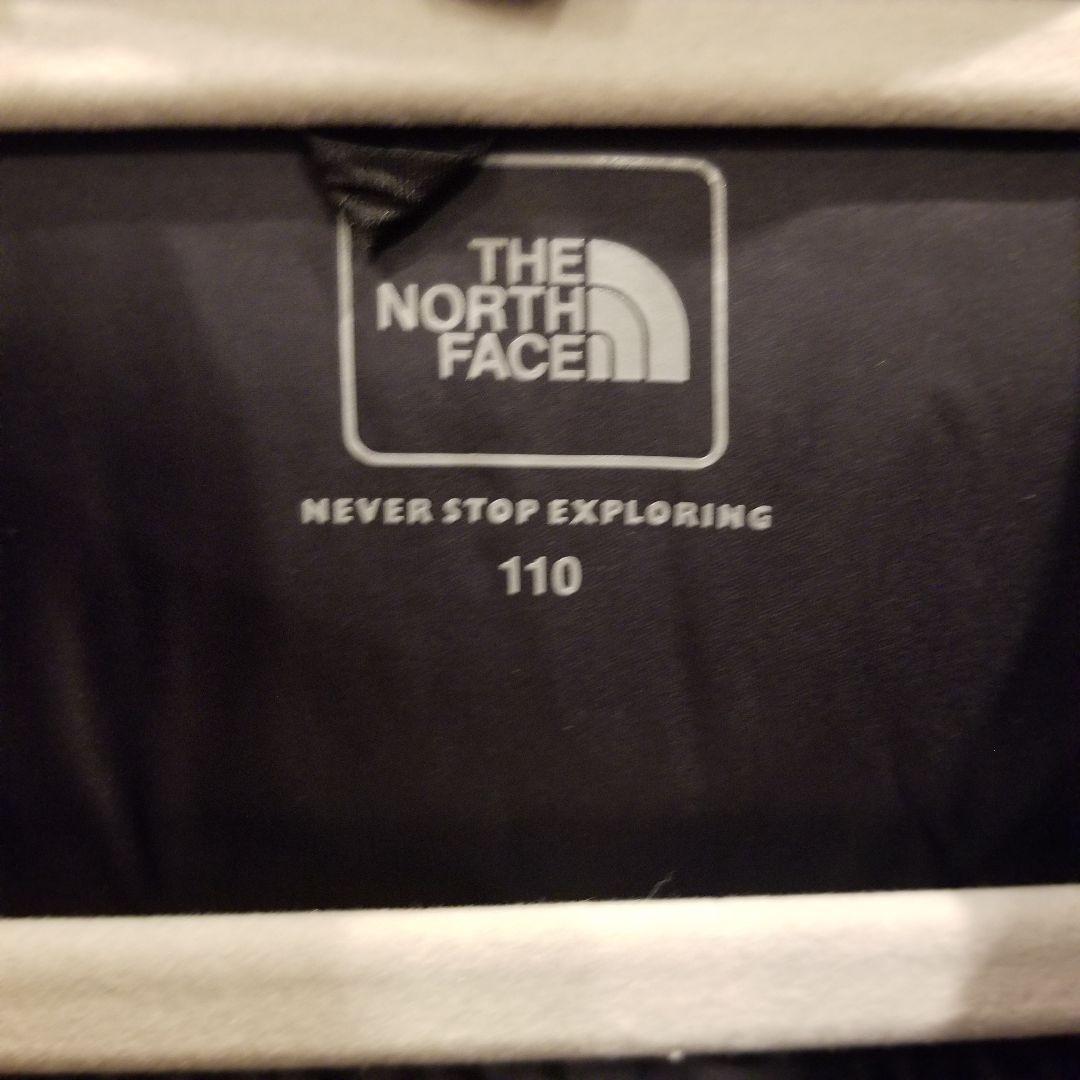 THE
NORTH
FACE
NEVER STOP EXPLORING
110